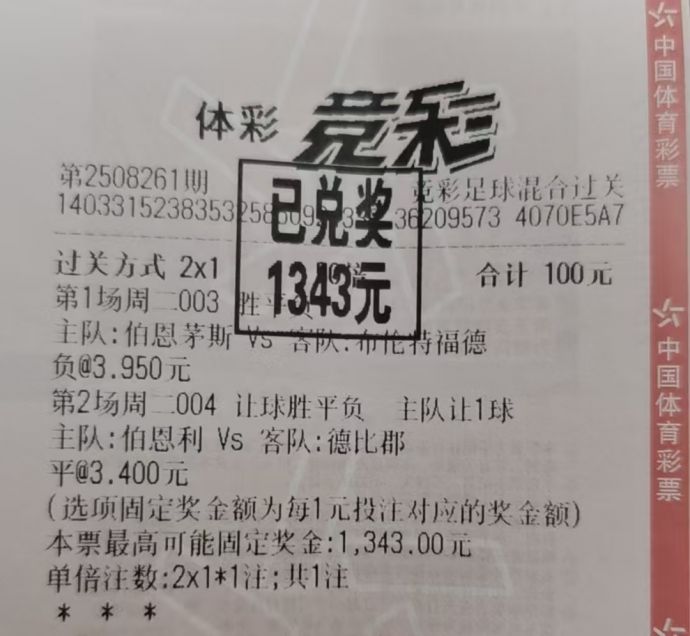 体彩 竞彩
第2508261期 竞彩足球混合过关
36209573 4070E5A7
已兑奖
1343元
过关方式 2x1 合计 100元
第1场周二003 胜平负
主队:伯恩茅斯 Vs 客队:布伦特福德
负@3.950元
第2场周二004 让球胜平负 主队让1球
主队:伯恩利 Vs 客队:德比郡
平@3.400元
(选项固定奖金额为每1元投注对应的奖金额)
本票最高可能固定奖金:1,343.00元
单倍注数:2x1*1注;共1注
* * *
中国体育彩票
中国体育彩票